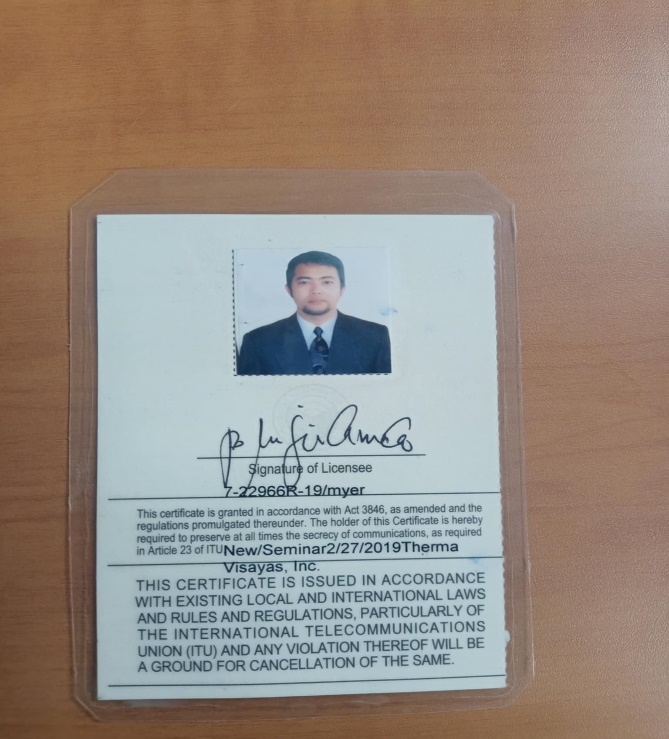 Signature of Licensee
7-22966R-19/myer
This certificate is granted in accordance with Act 3846, as amended and the
regulations promulgated thereunder. The holder of this Certificate is hereby
required to preserve at all times the secrecy of communications, as required
in Article 23 of ITU New/Seminar2/27/2019Therma
Visayas, Inc.
THIS CERTIFICATE IS ISSUED IN ACCORDANCE
WITH EXISTING LOCAL AND INTERNATIONAL LAWS
AND RULES AND REGULATIONS, PARTICULARLY OF
THE INTERNATIONAL TELECOMMUNICATIONS
UNION (ITU) AND ANY VIOLATION THEREOF WILL BE
A GROUND FOR CANCELLATION OF THE SAME.